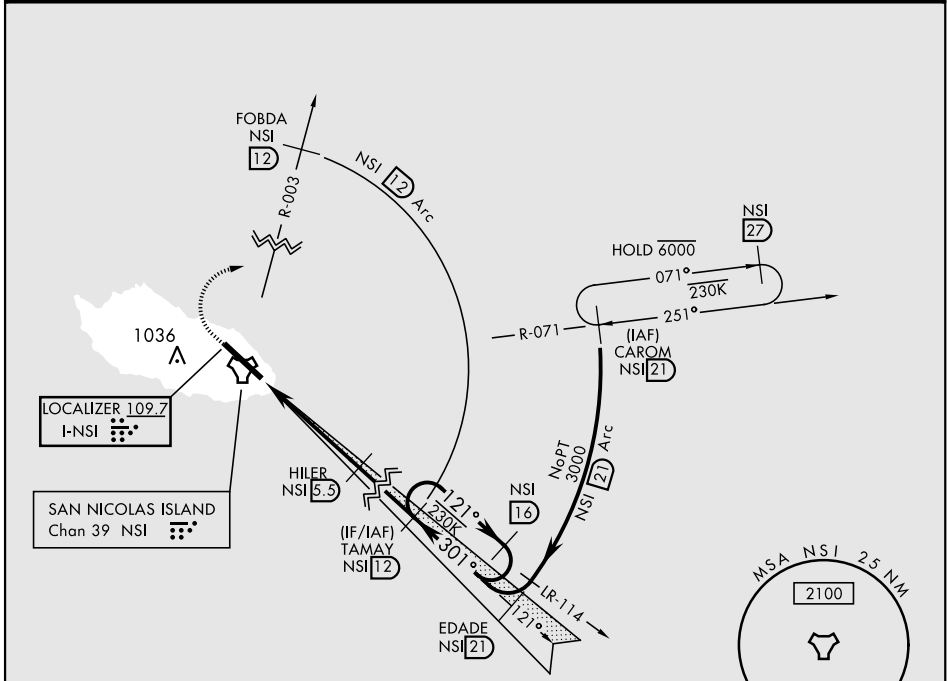 FOBDA
NSI
12
NSI 12 Arc
R-003
NSI
27
HOLD 6000
071°
230K
251°
R-071
(IAF)
CAROM
NSI 21
1036
LOCALIZER 109.7
I-NSI
NoPT
3000
NSI 21 Arc
HILER
NSI 5.5
NSI
16
121°
230K
301°
SAN NICOLAS ISLAND
Chan 39 NSI
(IF/IAF)
TAMAY
NSI 12
LR-114
121°
EDADE
NSI 21
MSA NSI 25 NM
2100